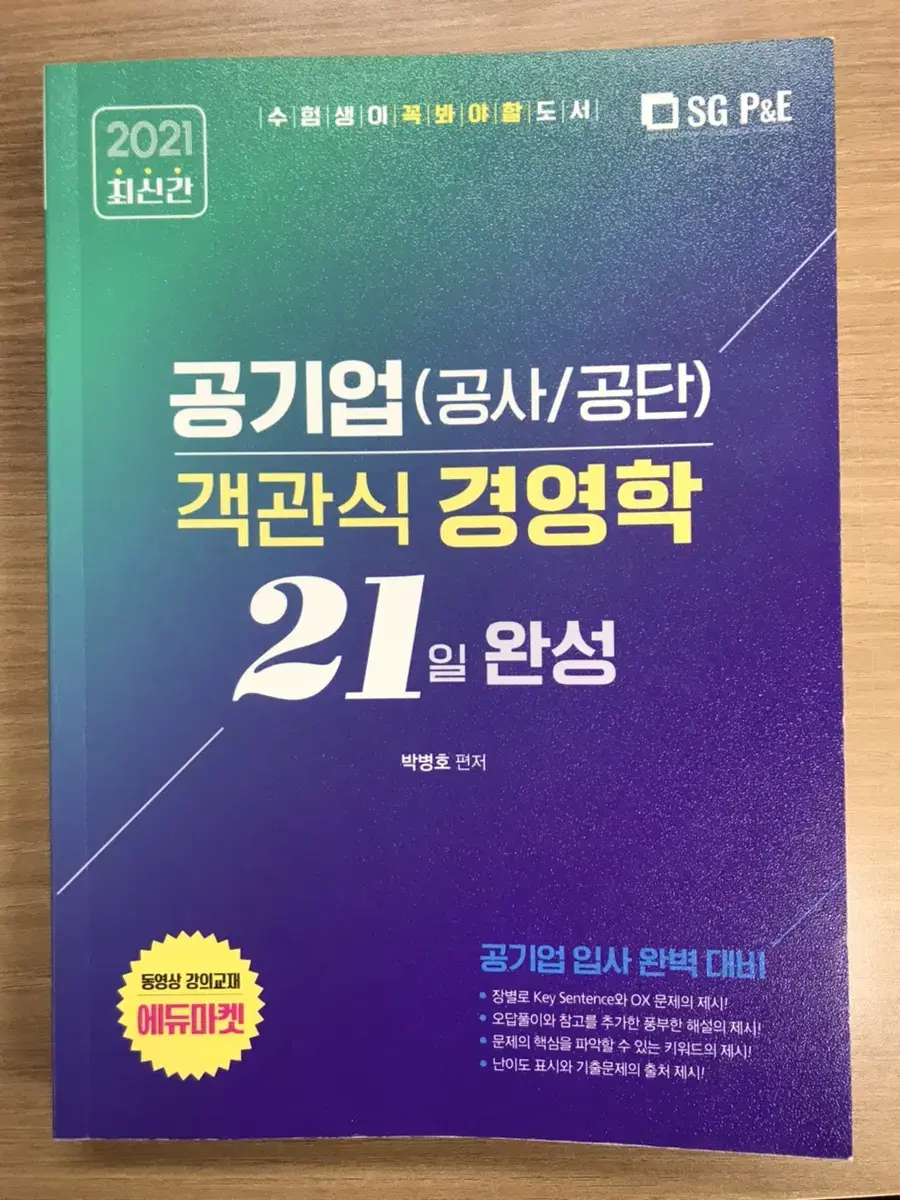 2021
최신간
수험생이꼭봐야할도서
SG P&E
공기업(공사/공단)
객관식 경영학
21일 완성
박병호 편저
동영상 강의교재
에듀마켓
공기업 입사 완벽 대비
• 장별로 Key Sentence와 OX 문제의 제시!
• 오답풀이와 참고를 추가한 풍부한 해설의 제시!
• 문제의 핵심을 파악할 수 있는 키워드의 제시!
• 난이도 표시와 기출문제의 출처 제시!